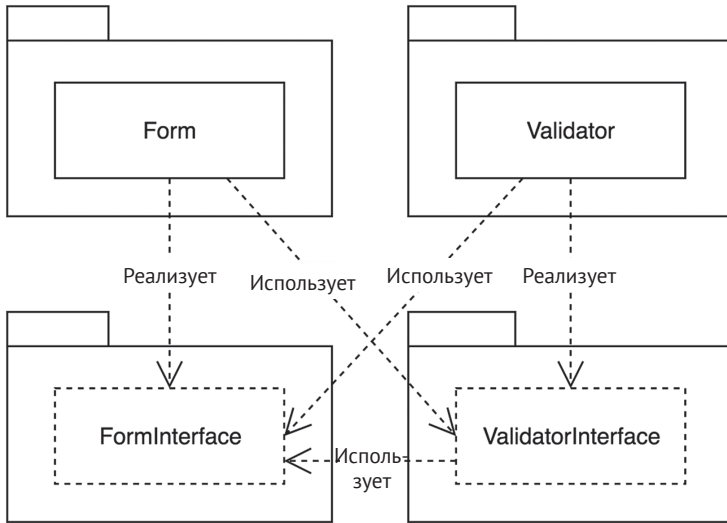 Form
Validator
Реализует
Использует
Использует
Реализует
FormInterface
ValidatorInterface
Исполь-
зует